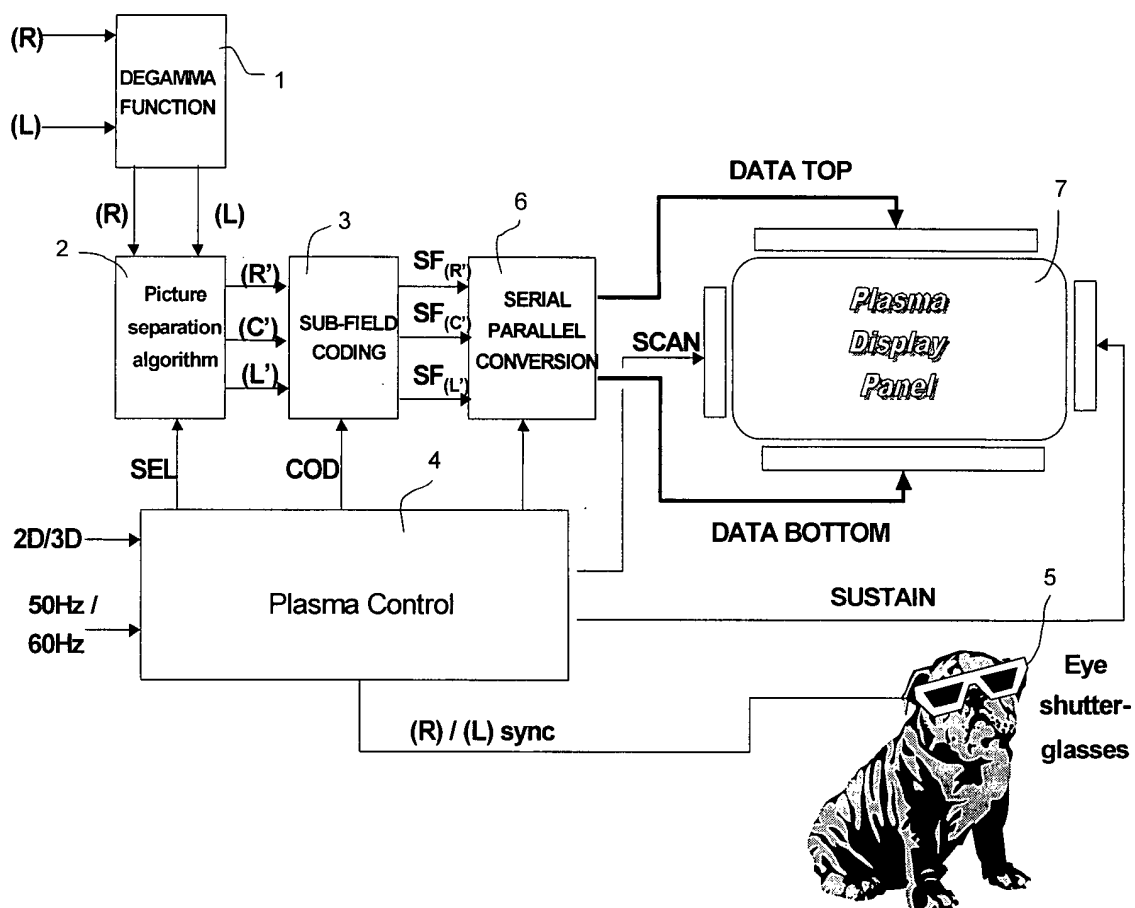 (R)
(L)
DEGAMMA
FUNCTION
1
(R)
(L)
2
Picture
separation
algorithm
(R')
(C')
(L')
3
SUB-FIELD
CODING
SF(R')
SF(C')
SF(L')
6
SERIAL
PARALLEL
CONVERSION
DATA TOP
7
SCAN
Plasma
Display
Panel
DATA BOTTOM
SEL
COD
4
2D/3D
50Hz /
60Hz
Plasma Control
SUSTAIN
(R) / (L) sync
5
Eye
shutter-
glasses